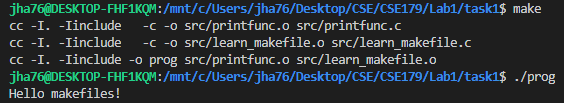 jha76@DESKTOP-FHF1KQM:/mnt/c/Users/jha76/Desktop/CSE/CSE179/Lab1/task1$ make
cc -I. -Iinclude   -c -o src/printfunc.o src/printfunc.c
cc -I. -Iinclude   -c -o src/learn_makefile.o src/learn_makefile.c
cc -I. -Iinclude -o prog src/printfunc.o src/learn_makefile.o
jha76@DESKTOP-FHF1KQM:/mnt/c/Users/jha76/Desktop/CSE/CSE179/Lab1/task1$ ./prog
Hello makefiles!